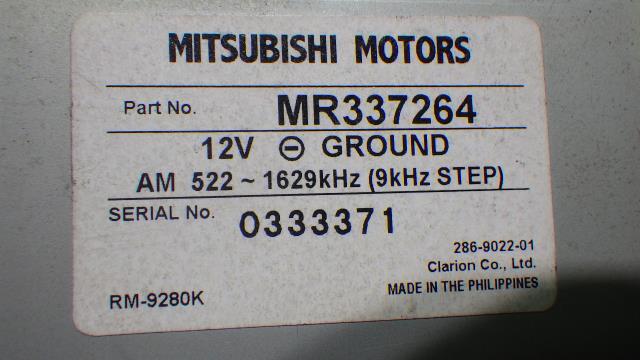 MITSUBISHI MOTORS
Part No. MR337264
12V ⊖ GROUND
AM 522 ~ 1629kHz (9kHz STEP)
SERIAL No. 0333371
286-9022-01
Clarion Co., Ltd.
RM-9280K MADE IN THE PHILIPPINES